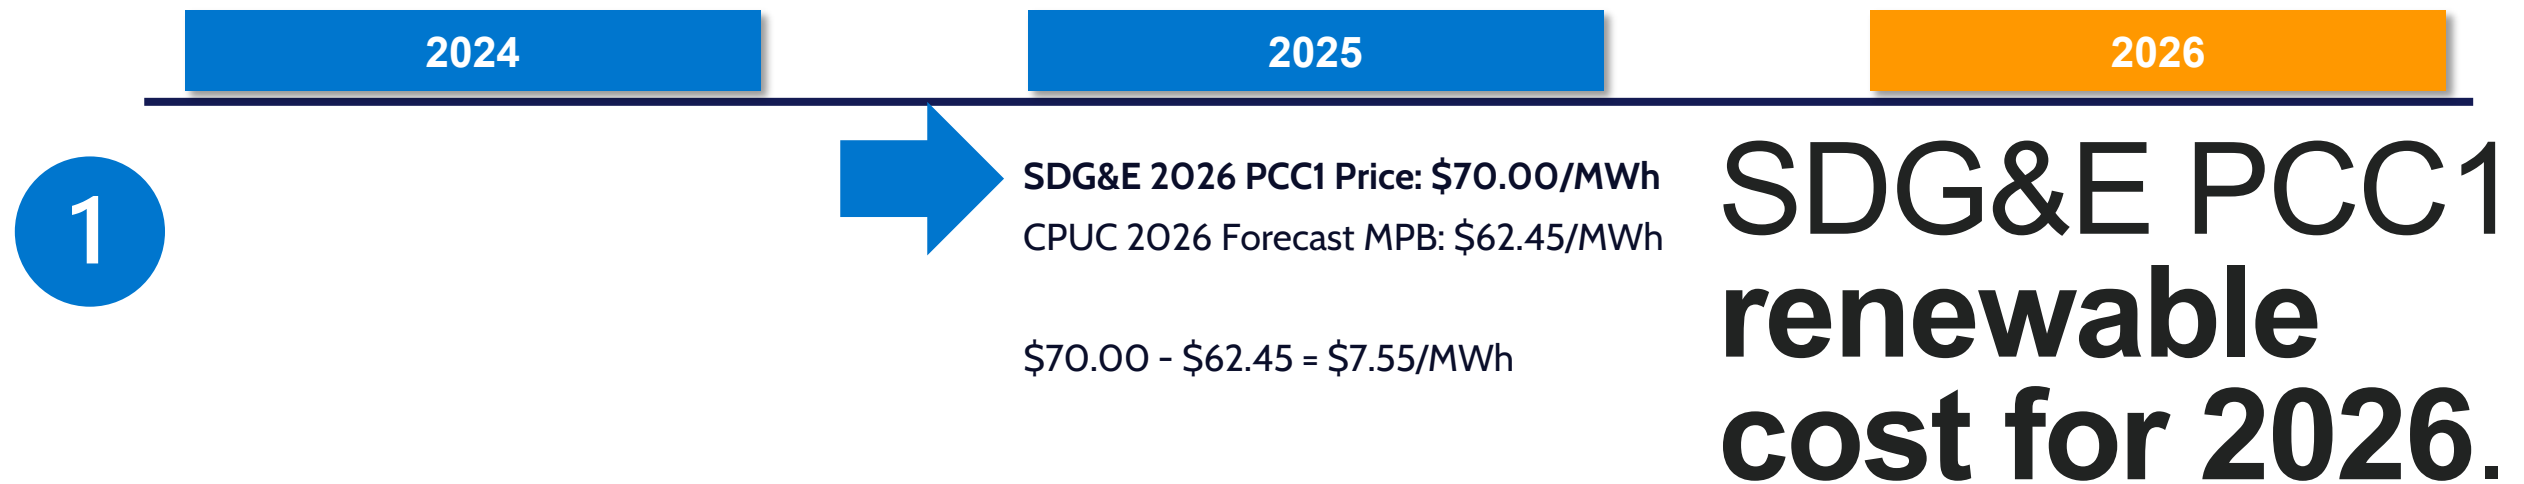 2024
2025
2026
1
SDG&E 2026 PCC1 Price: $70.00/MWh
CPUC 2026 Forecast MPB: $62.45/MWh
$70.00 - $62.45 = $7.55/MWh
SDG&E PCC1
renewable
cost for 2026.